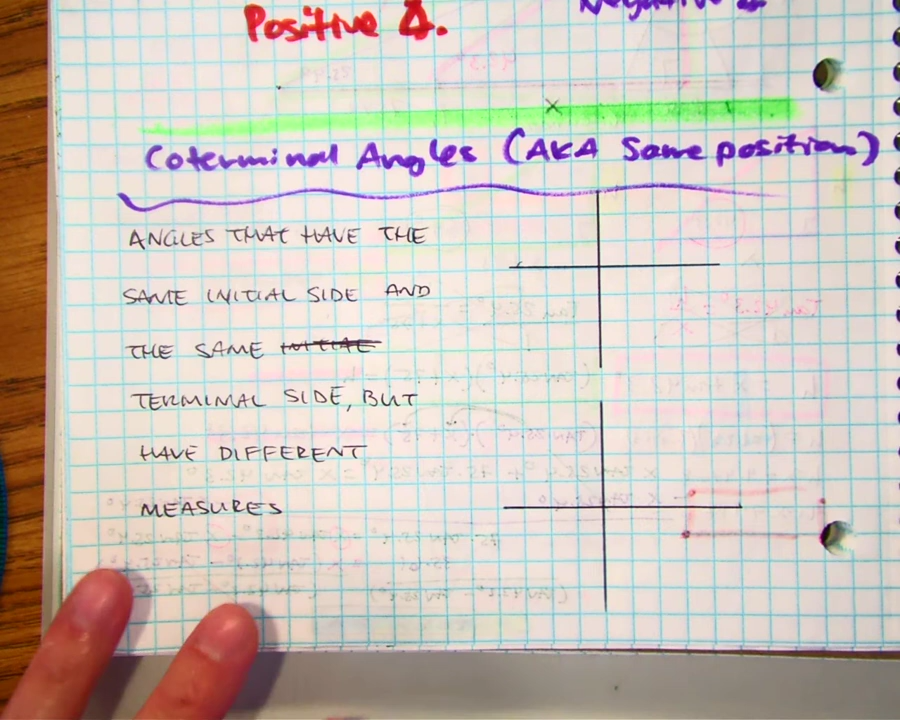 Positive ∆.
Negative
Coterminal Angles (AKA Same position)
ANGLES THAT HAVE THE
SAME INITIAL SIDE AND
THE SAME INITIAL
TERMINAL SIDE, BUT
HAVE DIFFERENT
MEASURES